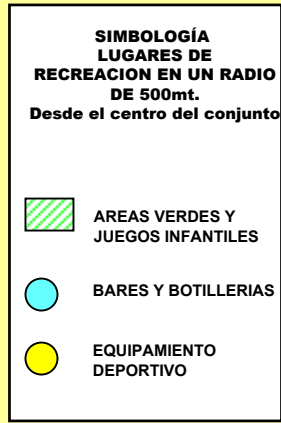 SIMBOLOGÍA
LUGARES DE
RECREACION EN UN RADIO
DE 500mt.
Desde el centro del conjunto
AREAS VERDES Y
JUEGOS INFANTILES
BARES Y BOTILLERIAS
EQUIPAMIENTO
DEPORTIVO